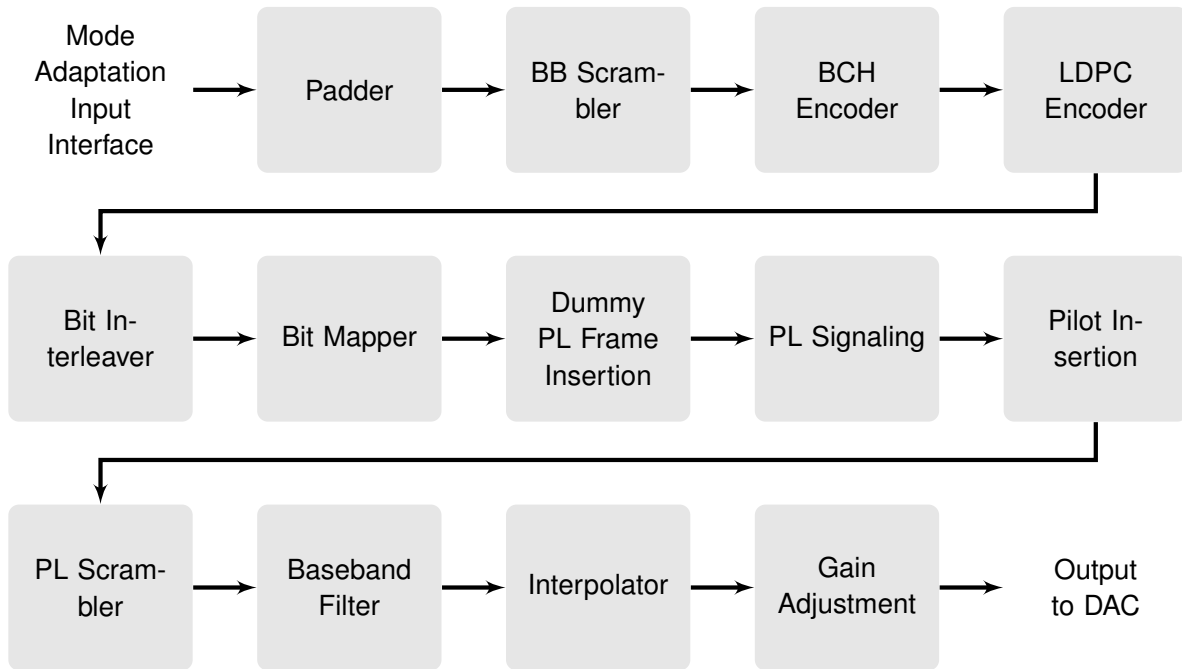 Mode
Adaptation
Input
Interface
Padder
BB Scram-
bler
BCH
Encoder
LDPC
Encoder
Bit In-
terleaver
Bit Mapper
Dummy
PL Frame
Insertion
PL Signaling
Pilot In-
sertion
PL Scram-
bler
Baseband
Filter
Interpolator
Gain
Adjustment
Output
to DAC